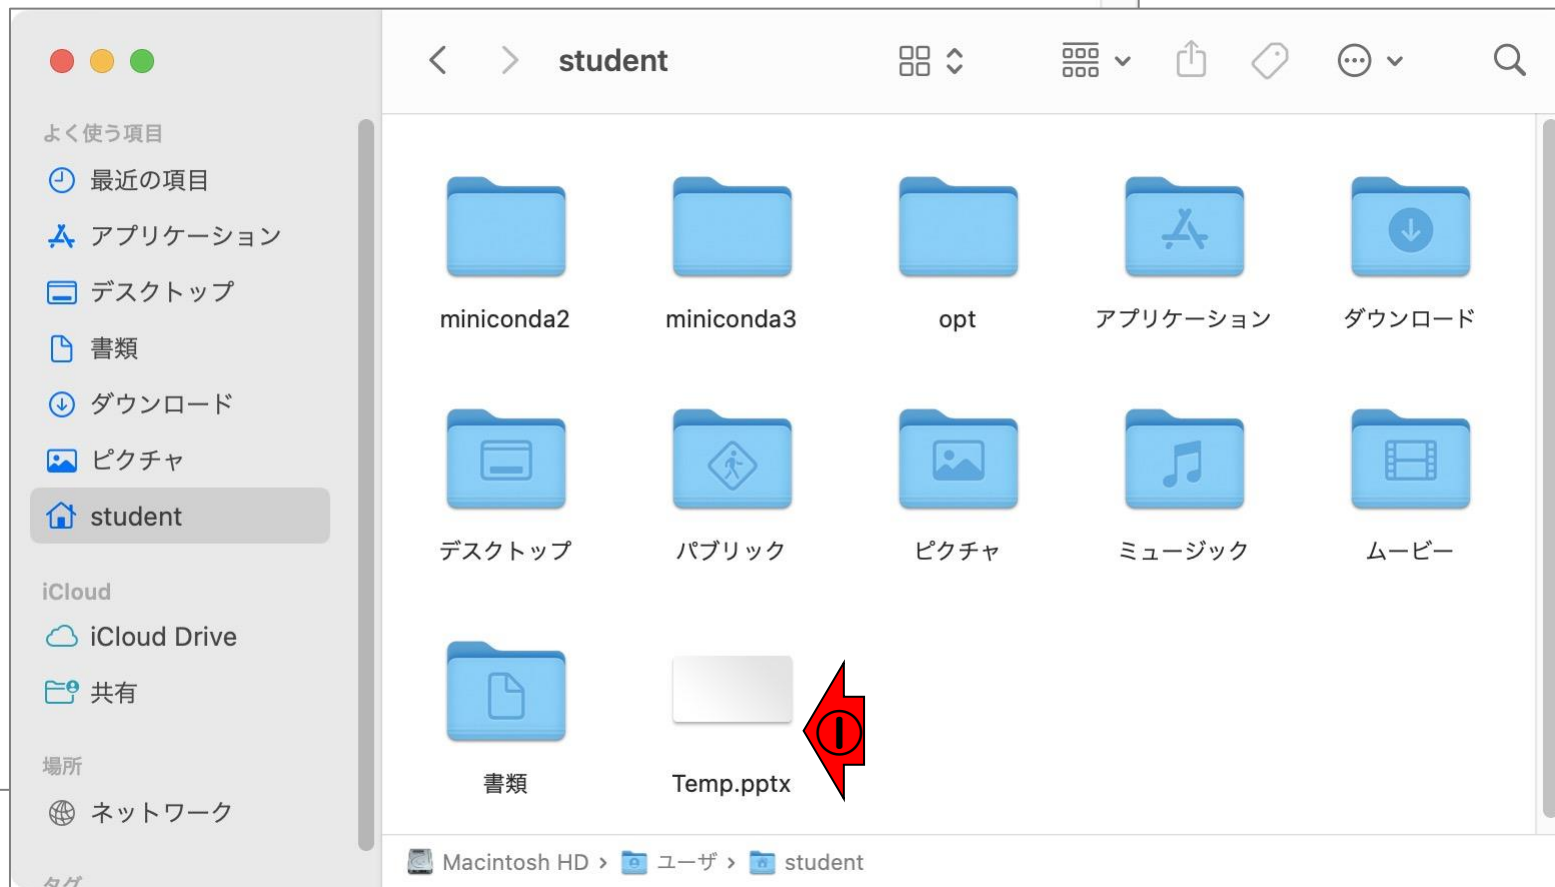 student
よく使う項目
最近の項目
アプリケーション
デスクトップ
書類
ダウンロード
ピクチャ
student
iCloud
iCloud Drive
共有
場所
ネットワーク
タグ
miniconda2 miniconda3 opt アプリケーション ダウンロード
デスクトップ パブリック ピクチャ ミュージック ムービー
書類 Temp.pptx
①
Macintosh HD › ユーザ › student